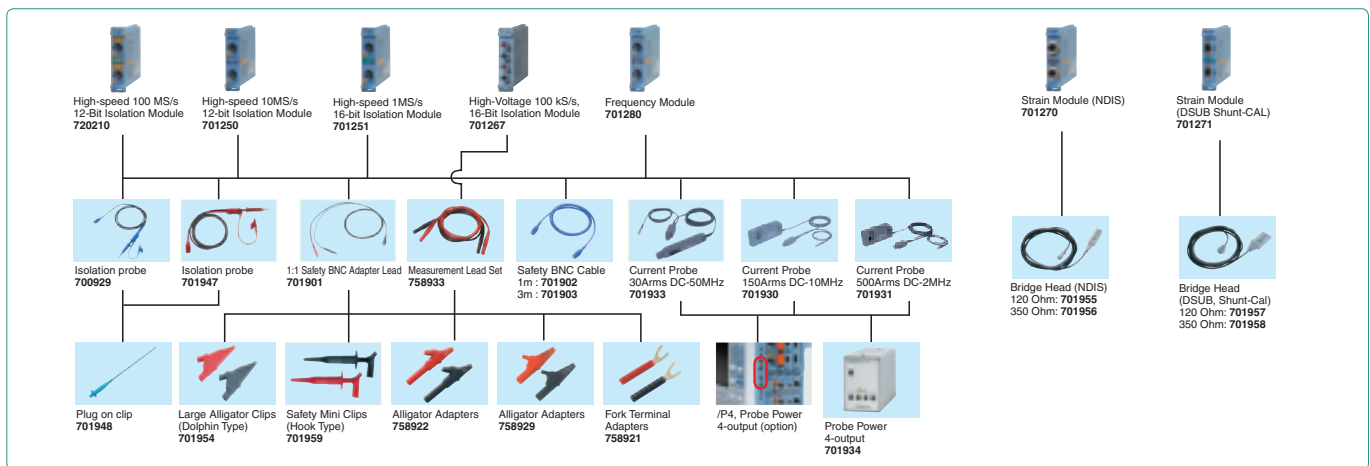 High-speed 100 MS/s
12-Bit Isolation Module
720210
High-speed 10MS/s
12-bit Isolation Module
701250
High-speed 1MS/s
16-bit Isolation Module
701251
High-Voltage 100 kS/s,
16-Bit Isolation Module
701267
Frequency Module
701280
Strain Module (NDIS)
701270
Strain Module
(DSUB Shunt-CAL)
701271
Isolation probe
700929
Isolation probe
701947
1:1 Safety BNC Adapter Lead
701901
Measurement Lead Set
758933
Safety BNC Cable
1m : 701902
3m : 701903
Current Probe
30Arms DC-50MHz
701933
Current Probe
150Arms DC-10MHz
701930
Current Probe
500Arms DC-2MHz
701931
Bridge Head (NDIS)
120 Ohm: 701955
350 Ohm: 701956
Bridge Head
(DSUB, Shunt-Cal)
120 Ohm: 701957
350 Ohm: 701958
Plug on clip
701948
Large Alligator Clips
(Dolphin Type)
701954
Safety Mini Clips
(Hook Type)
701959
Alligator Adapters
758922
Alligator Adapters
758929
Fork Terminal
Adapters
758921
/P4, Probe Power
4-output (option)
Probe Power
4-output
701934